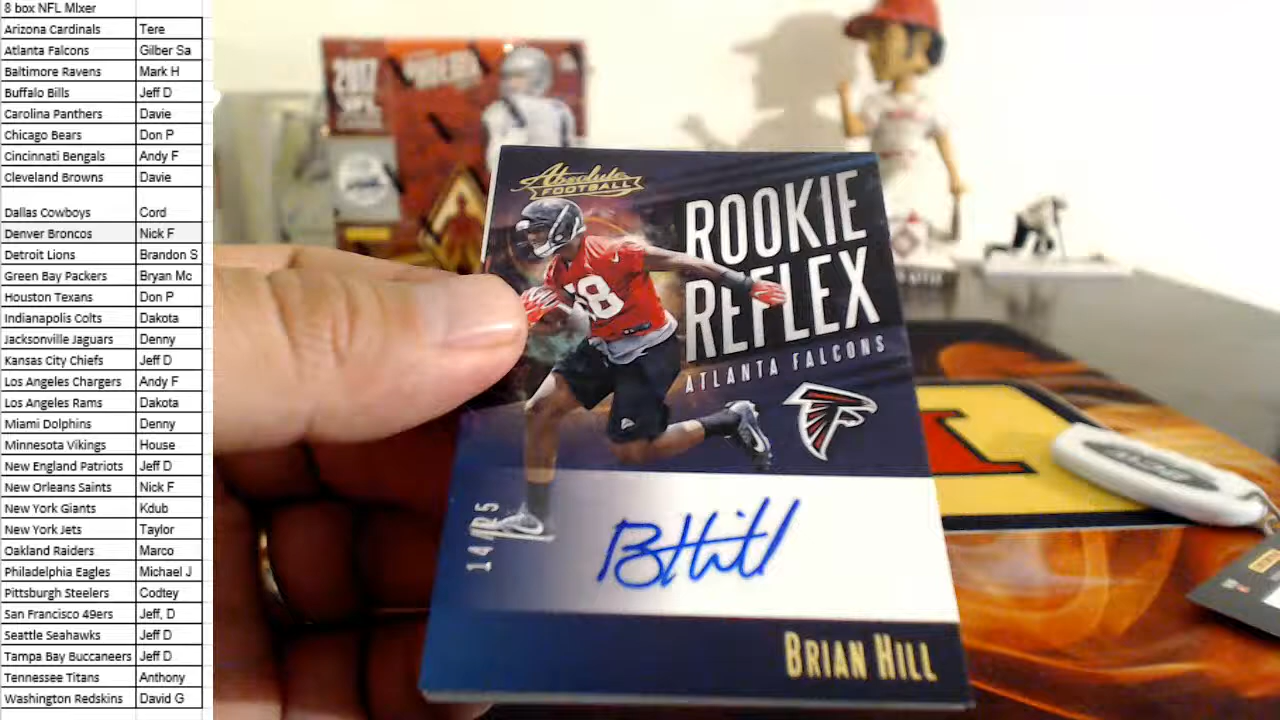 8 box NFL MIxer
Arizona Cardinals Tere
Atlanta Falcons Gilber Sa
Baltimore Ravens Mark H
Buffalo Bills Jeff D
Carolina Panthers Davie
Chicago Bears Don P
Cincinnati Bengals Andy F
Cleveland Browns Davie
Dallas Cowboys Cord
Denver Broncos Nick F
Detroit Lions Brandon S
Green Bay Packers Bryan Mc
Houston Texans Don P
Indianapolis Colts Dakota
Jacksonville Jaguars Denny
Kansas City Chiefs Jeff D
Los Angeles Chargers Andy F
Los Angeles Rams Dakota
Miami Dolphins Denny
Minnesota Vikings House
New England Patriots Jeff D
New Orleans Saints Nick F
New York Giants Kdub
New York Jets Taylor
Oakland Raiders Marco
Philadelphia Eagles Michael J
Pittsburgh Steelers Codtey
San Francisco 49ers Jeff, D
Seattle Seahawks Jeff D
Tampa Bay Buccaneers Jeff D
Tennessee Titans Anthony
Washington Redskins David G
2017
Absolute
FOOTBALL
ROOKIE
REFLEX
ATLANTA FALCONS
BHill
BRIAN HILL